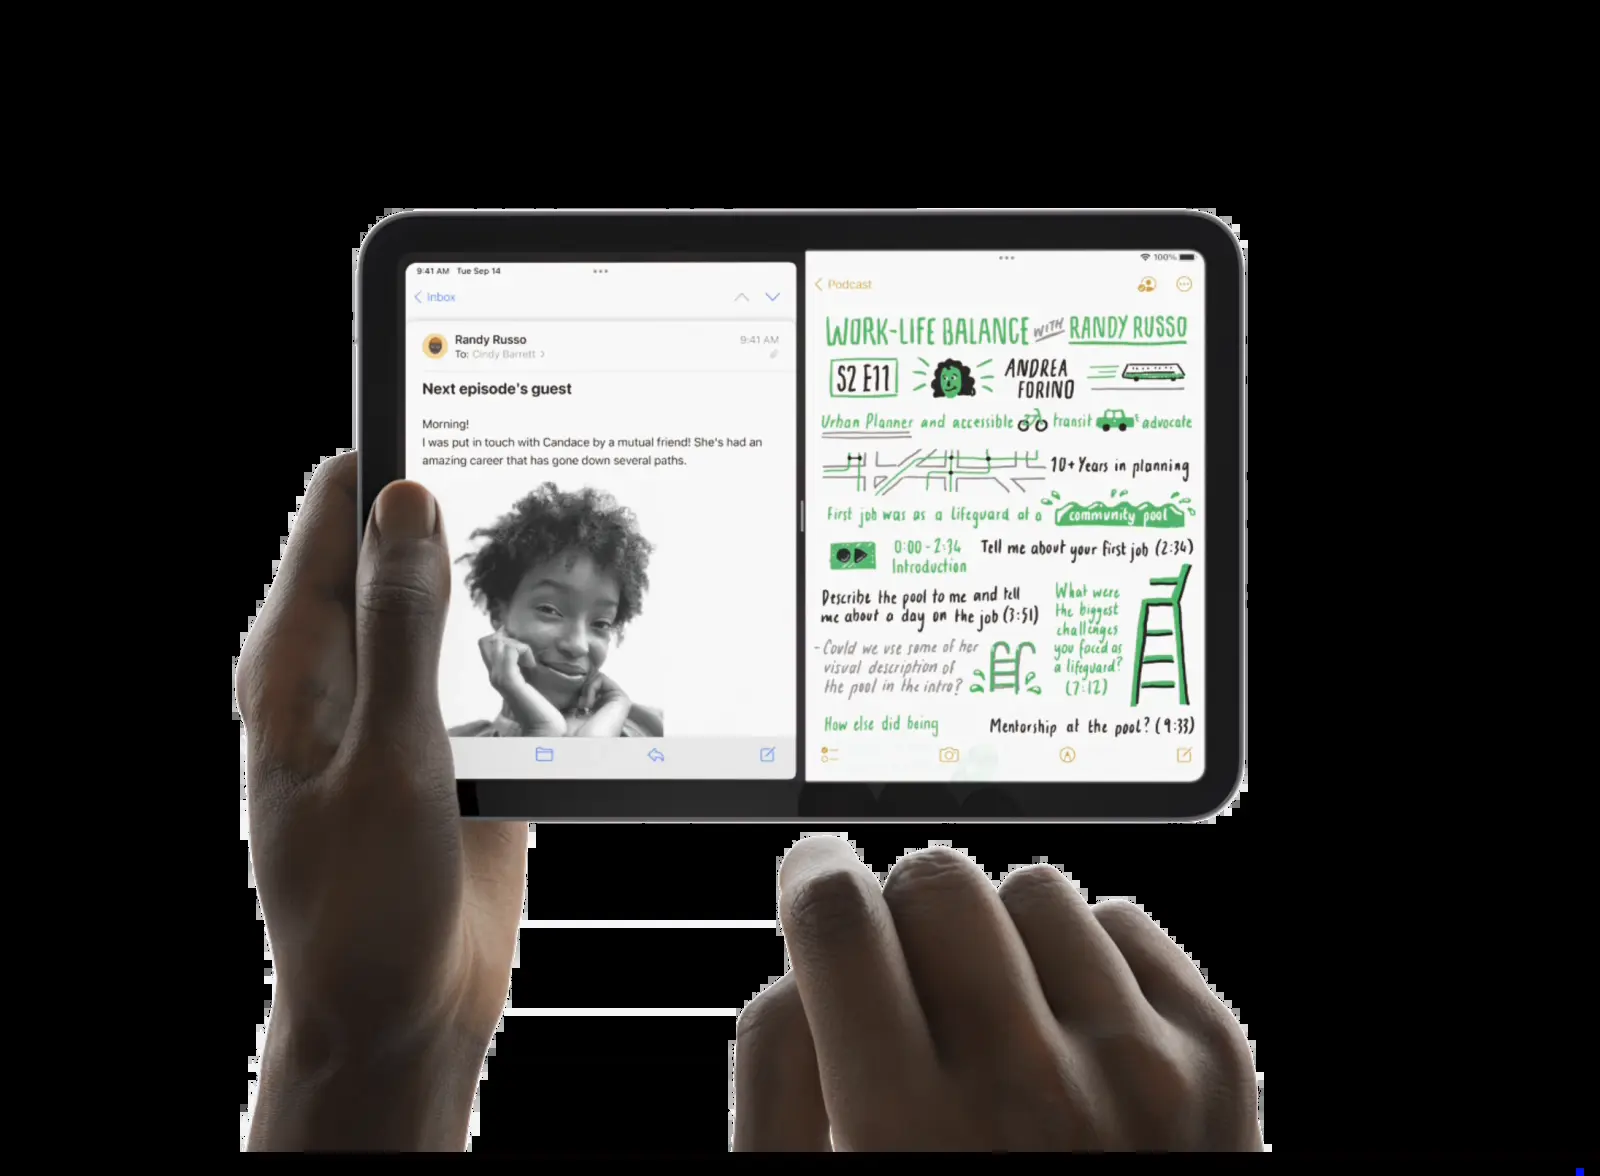 9:41 AM Tue Sep 14
Inbox
Randy Russo
9:41 AM
To: Cindy Barrett
Next episode's guest
Morning!
I was put in touch with Candace by a mutual friend! She's had an
amazing career that has gone down several paths.
100%
Podcast
WORK-LIFE BALANCE WITH RANDY RUSSO
S2 E11
ANDREA
FORINO
Urban Planner and accessible transit advocate
10+ Years in planning
First job was as a lifeguard at a community pool
0:00-2:34
Introduction
Tell me about your first job (2:34)
Describe the pool to me and tell
me about a day on the job (3:51)
- Could we use some of her
visual description of
the pool in the intro?
What were
the biggest
challenges
you faced as
a lifeguard?
(7:12)
How else did being
Mentorship at the pool? (9:33)